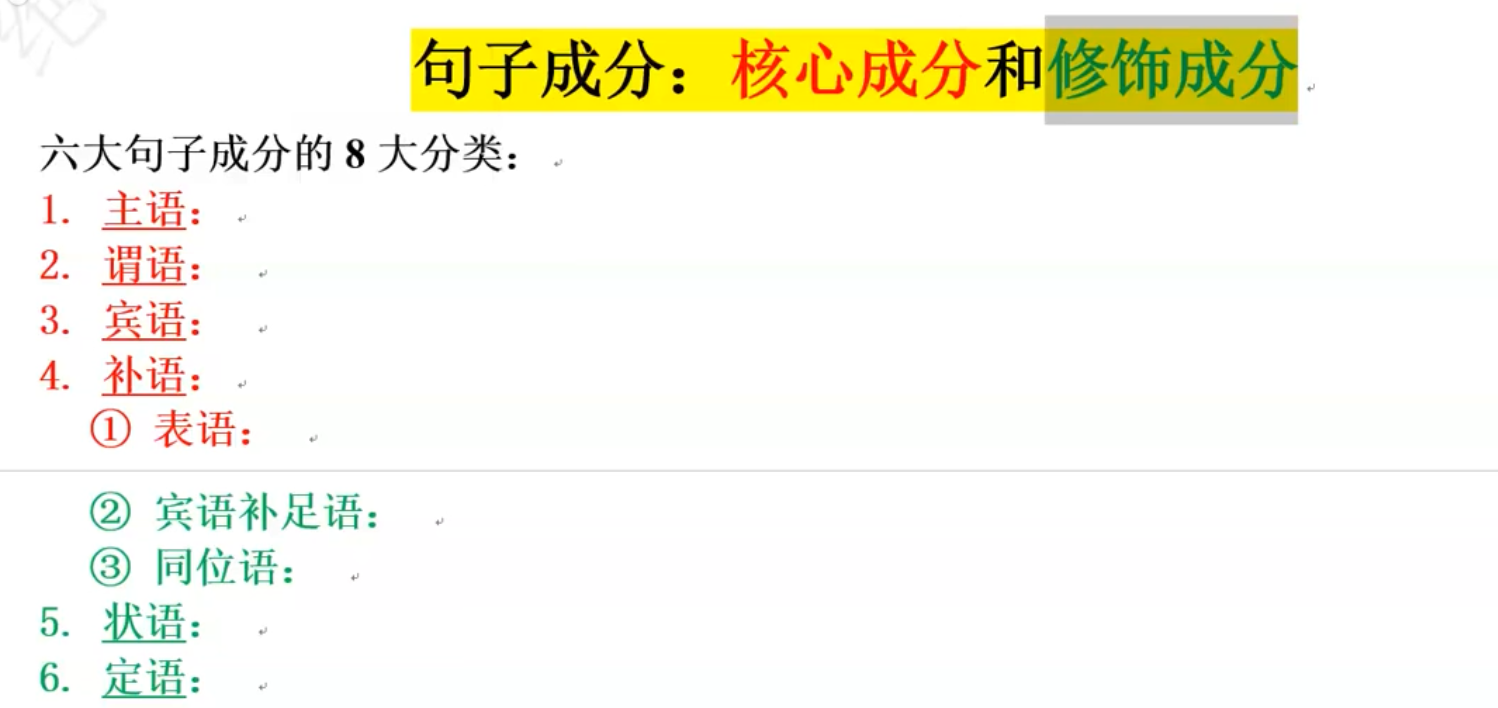 句子成分：核心成分和修饰成分
六大句子成分的 8 大分类：
1. 主语：
2. 谓语：
3. 宾语：
4. 补语：
① 表语：
② 宾语补足语：
③ 同位语：
5. 状语：
6. 定语：